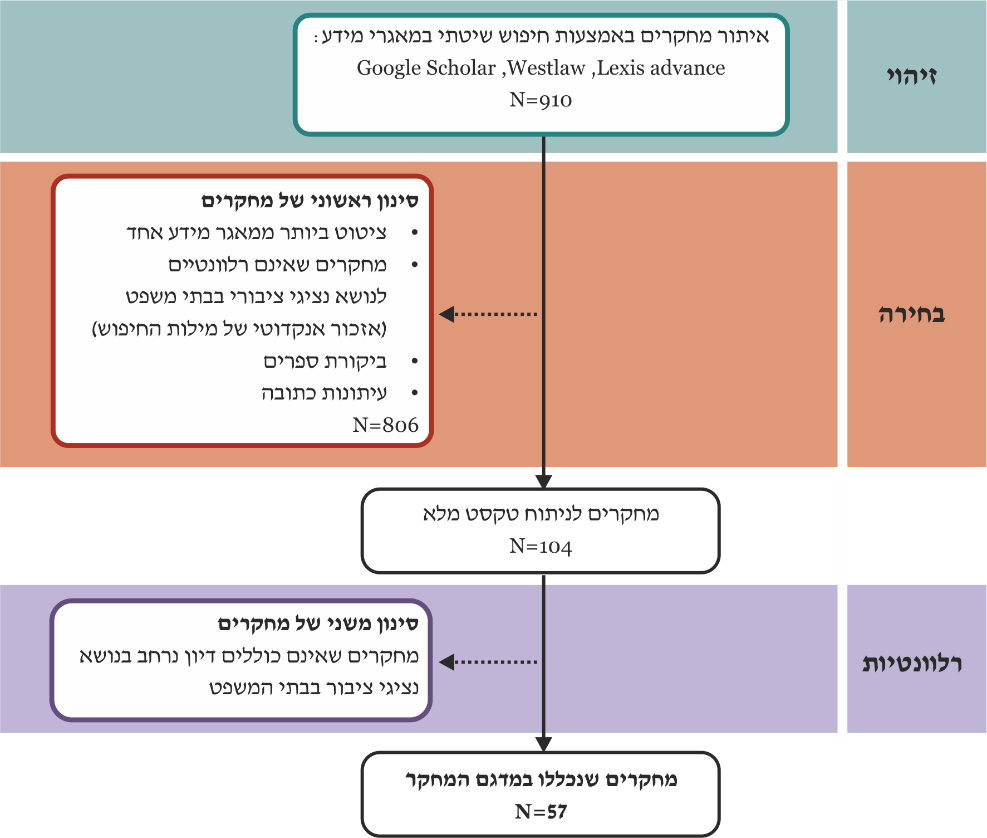 זיהוי
איתור מחקרים באמצעות חיפוש שיטתי במאגרי מידע:
Google Scholar ,Westlaw ,Lexis advance
N=910
בחירה
סינון ראשוני של מחקרים
• ציטוט ביותר ממאגר מידע אחד
• מחקרים שאינם רלוונטיים
לנושא נציגי ציבורי בבתי משפט
(אזכור אנקדוטי של מילות החיפוש)
• ביקורת ספרים
• עיתונות כתובה
N=806
מחקרים לניתוח טקסט מלא
N=104
רלוונטיות
סינון משני של מחקרים
מחקרים שאינם כוללים דיון נרחב בנושא
נציגי ציבור בבתי המשפט
מחקרים שנכללו במדגם המחקר
N=57